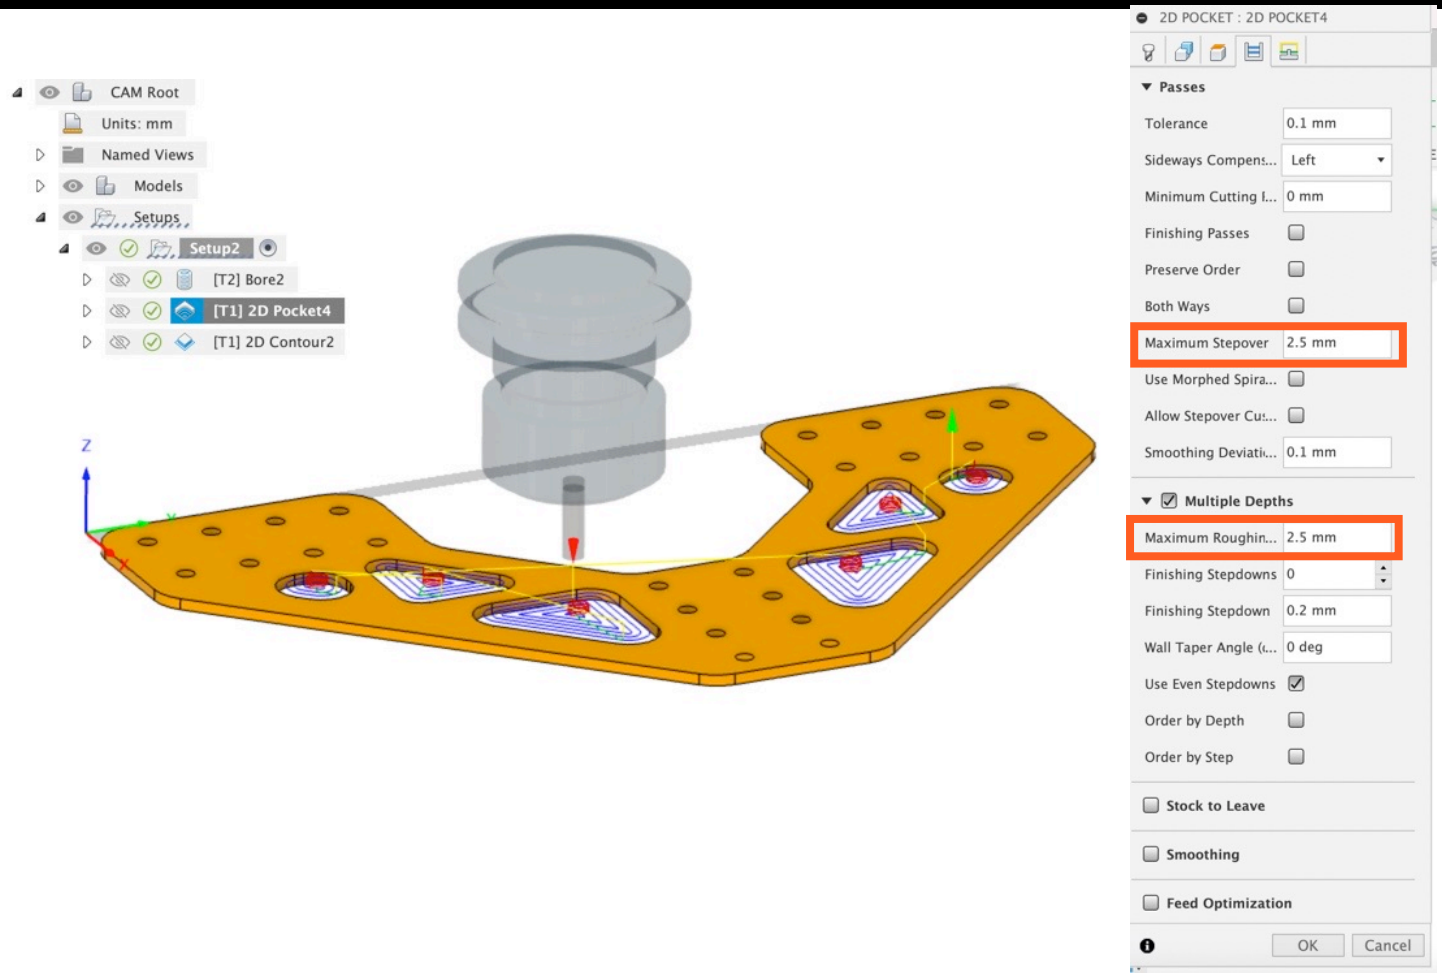 CAM Root
Units: mm
Named Views
Models
Setups
Setup2
[T2] Bore2
[T1] 2D Pocket4
[T1] 2D Contour2
Z
Y
X
2D POCKET : 2D POCKET4
Passes
Tolerance 0.1 mm
Sideways Compens... Left
Minimum Cutting I... 0 mm
Finishing Passes
Preserve Order
Both Ways
Maximum Stepover 2.5 mm
Use Morphed Spira...
Allow Stepover Cu:...
Smoothing Deviati... 0.1 mm
Multiple Depths
Maximum Roughin... 2.5 mm
Finishing Stepdowns 0
Finishing Stepdown 0.2 mm
Wall Taper Angle (... 0 deg
Use Even Stepdowns
Order by Depth
Order by Step
Stock to Leave
Smoothing
Feed Optimization
OK Cancel